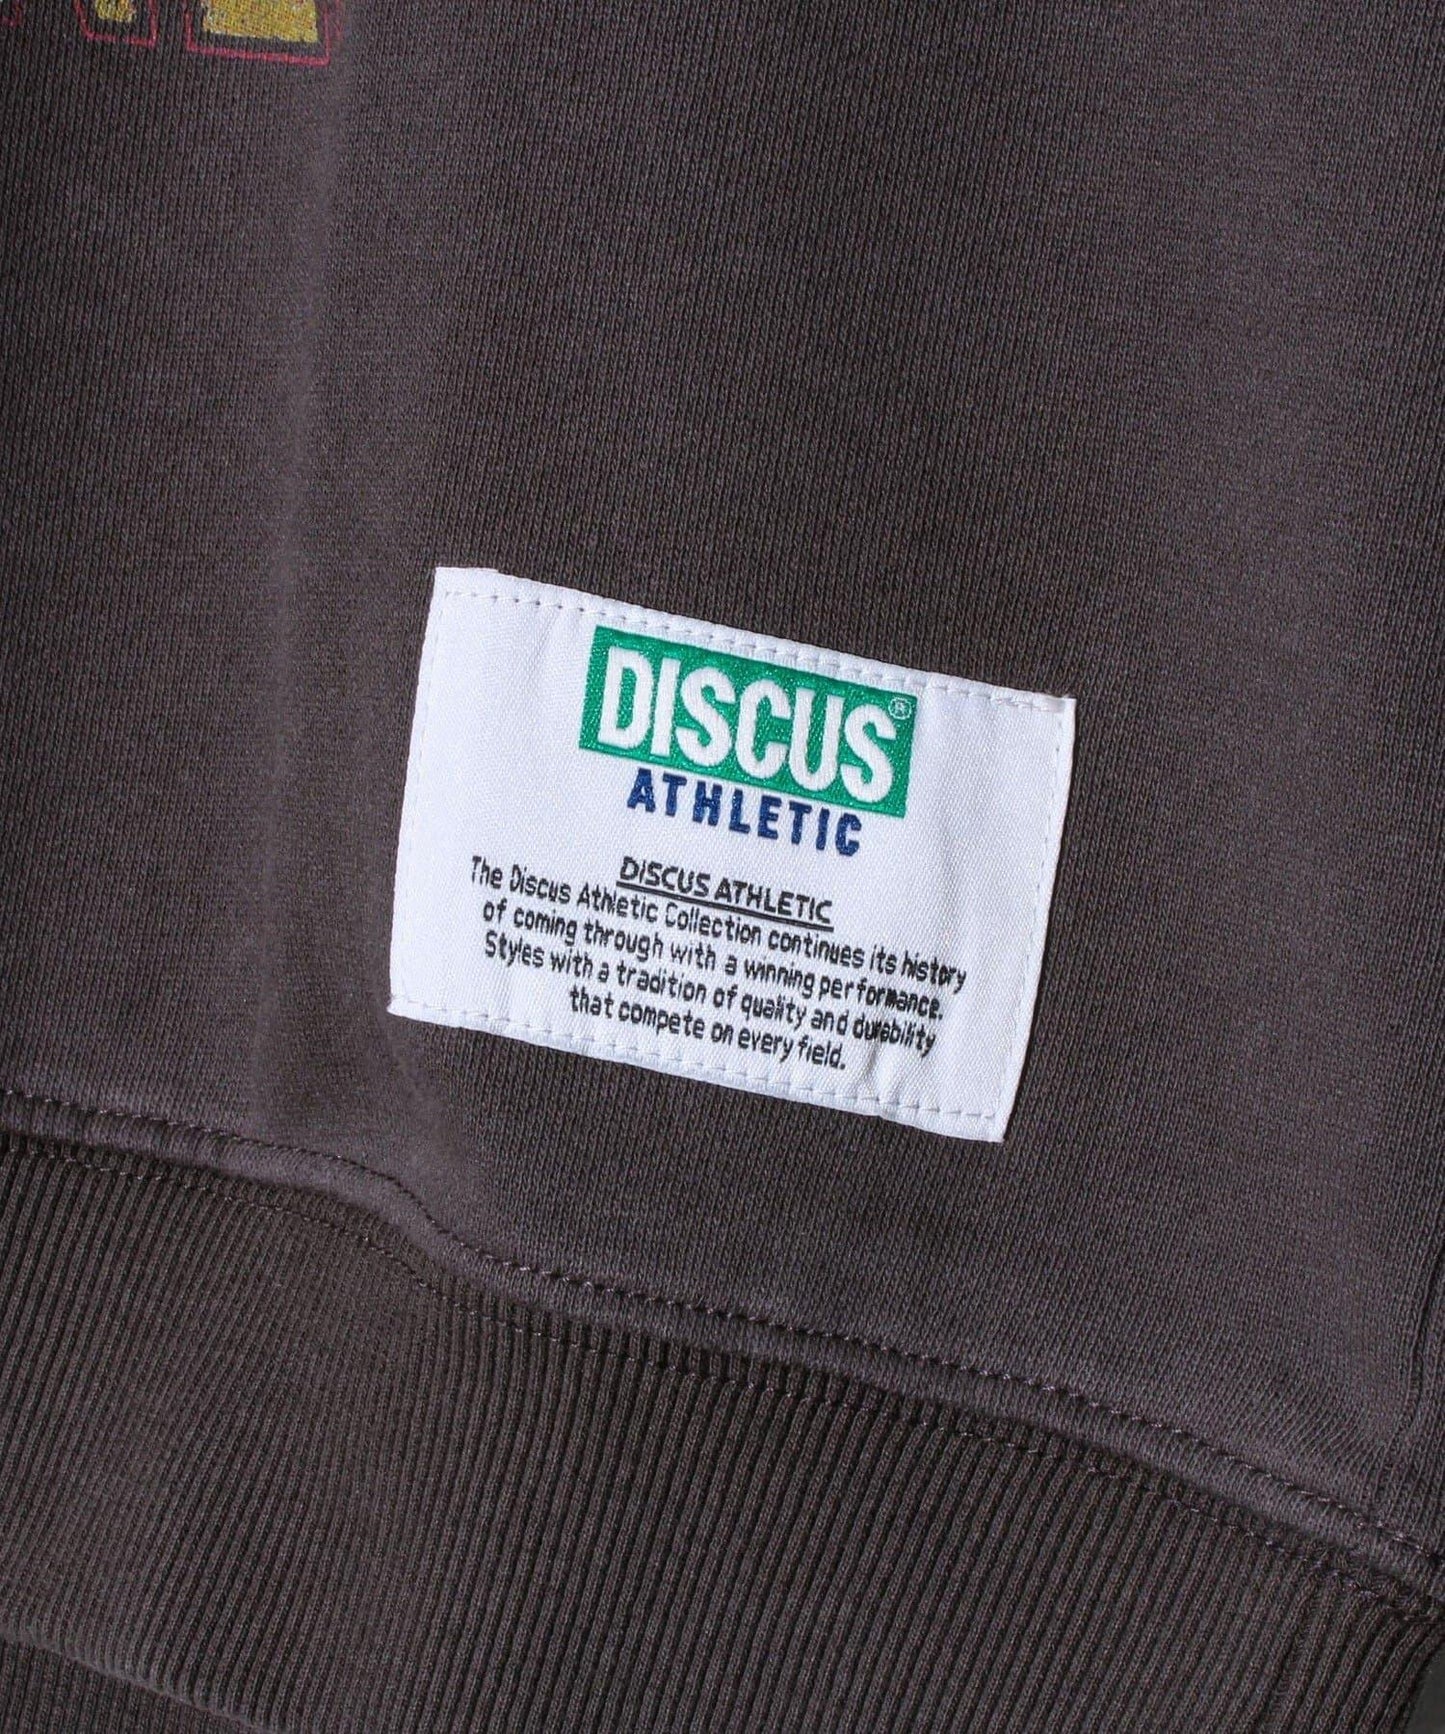 DISCUS®
ATHLETIC
DISCUS ATHLETIC
The Discus Athletic Collection continues its history
of coming through with a winning performance.
Styles with a tradition of quality and durability
that compete on every field.